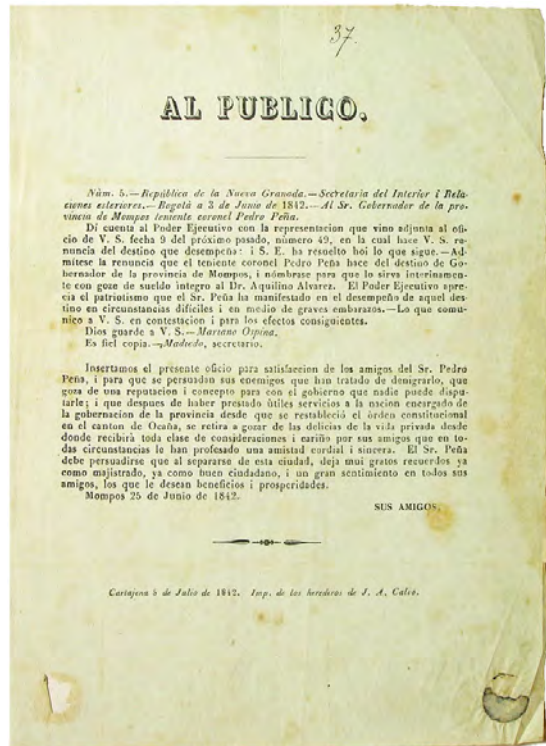 37.
AL PUBLICO.
Núm. 5.—República de la Nueva Granada.—Secretaria del Interior i Rela-
ciones esteriores.—Bogotá a 3 de Junio de 1842.—Al Sr. Gobernador de la pro-
vincia de Mompos teniente coronel Pedro Peña.
Dí cuenta al Poder Ejecutivo con la representacion que vino adjunta al ofi-
cio de V. S. fecha 9 del próximo pasado, número 49, en la cual hace V. S. re-
nuncia del destino que desempeña: i S. E. ha resuelto hoi lo que sigue.—Ad-
mítese la renuncia que el teniente coronel Pedro Peña hace del destino de Go-
bernador de la provincia de Mompos, i nómbrase para que lo sirva interinamen-
te con goze de sueldo integro al Dr. Aquilino Alvarez. El Poder Ejecutivo apre-
cia el patriotismo que el Sr. Peña ha manifestado en el desempeño de aquel des-
tino en circunstancias difíciles i en medio de graves embarazos.—Lo que comu-
nico a V. S. en contestacion i para los efectos consiguientes.
Dios guarde a V. S.—Mariano Ospina.
Es fiel copia.—Madiedo, secretario.
Insertamos el presente oficio para satisfaccion de los amigos del Sr. Pedro
Peña, i para que se persuadan sus enemigos que han tratado de denigrarlo, que
goza de una reputacion i concepto para con el gobierno que nadie puede dispu-
tarle; i que despues de haber prestado útiles servicios a la nacion encargado de
la gobernacion de la provincia desde que se restableció el órden constitucional
en el canton de Ocaña, se retira a gozar de las delicias de la vida privada desde
donde recibirá toda clase de consideraciones i cariño por sus amigos que en to-
das circunstancias le han profesado una amistad cordial i sincera. El Sr. Peña
debe persuadirse que al separarse de esta ciudad, deja mui gratos recuerdos ya
como majistrado, ya como buen ciudadano, i un gran sentimiento en todos sus
amigos, los que le desean beneficios i prosperidades.
Mompos 25 de Junio de 1842.
SUS AMIGOS.
Cartajena 5 de Julio de 1842. Imp. de los herederos de J. A. Calvo.